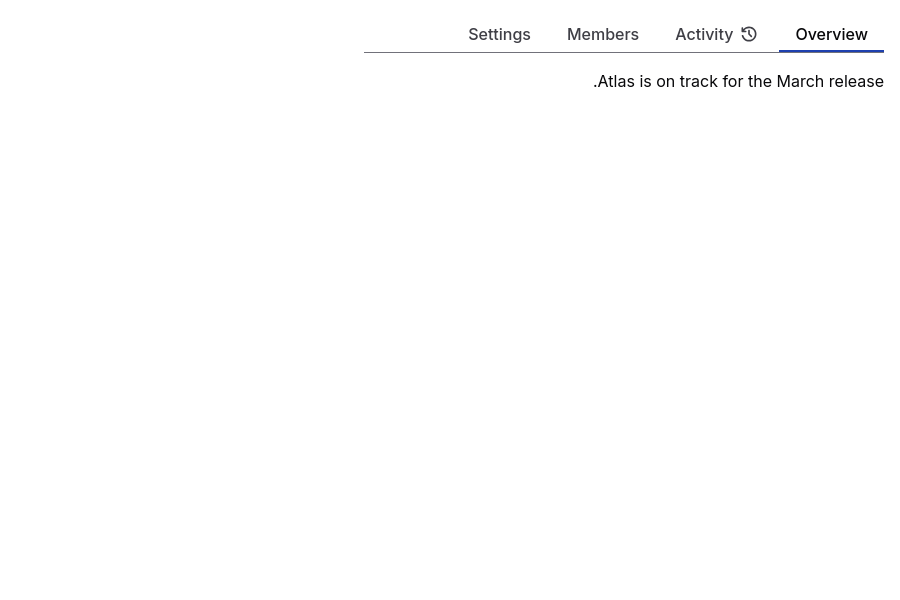 Overview Activity Members Settings
.Atlas is on track for the March release